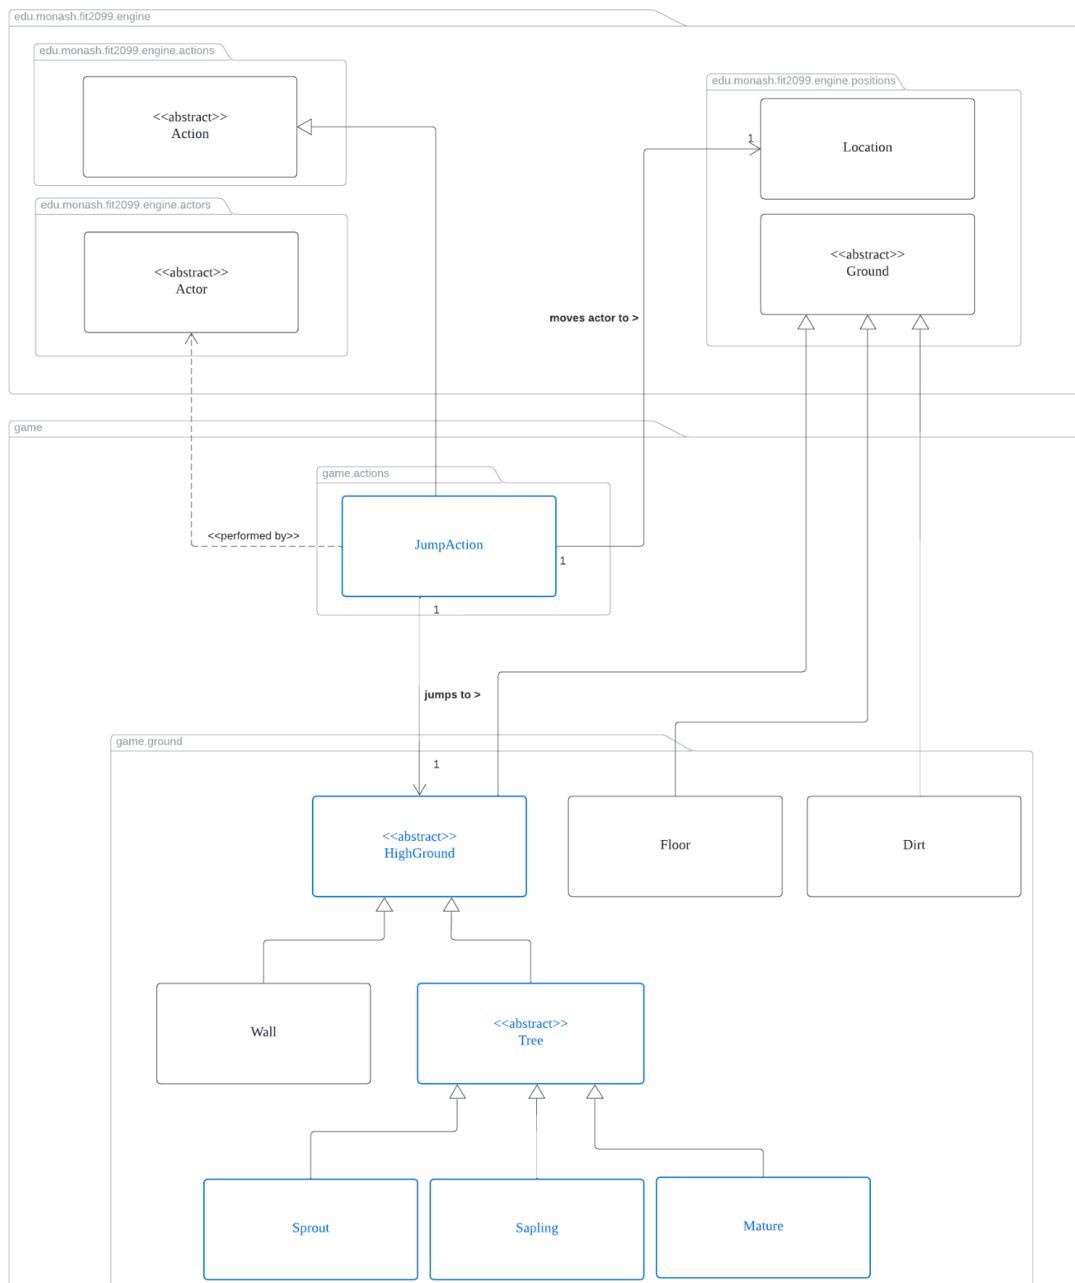 edu.monash.fit2099.engine
edu.monash.fit2099.engine.actions
<<abstract>>
Action
edu.monash.fit2099.engine.positions
1
Location
edu.monash.fit2099.engine.actors
<<abstract>>
Actor
<<abstract>>
Ground
moves actor to >
game
game.actions
<<performed by>>
JumpAction
1
1
jumps to >
game.ground
1
<<abstract>>
HighGround
Floor
Dirt
Wall
<<abstract>>
Tree
Sprout
Sapling
Mature